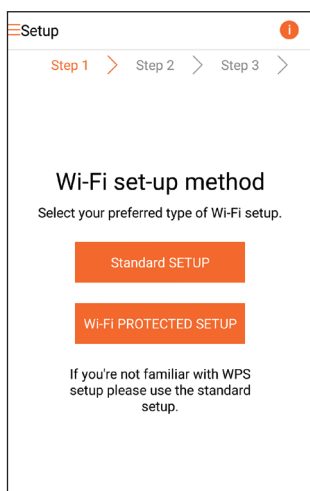 Setup
i
Step 1 Step 2 Step 3
Wi-Fi set-up method
Select your preferred type of Wi-Fi setup.
Standard SETUP
Wi-Fi PROTECTED SETUP
If you're not familiar with WPS
setup please use the standard
setup.